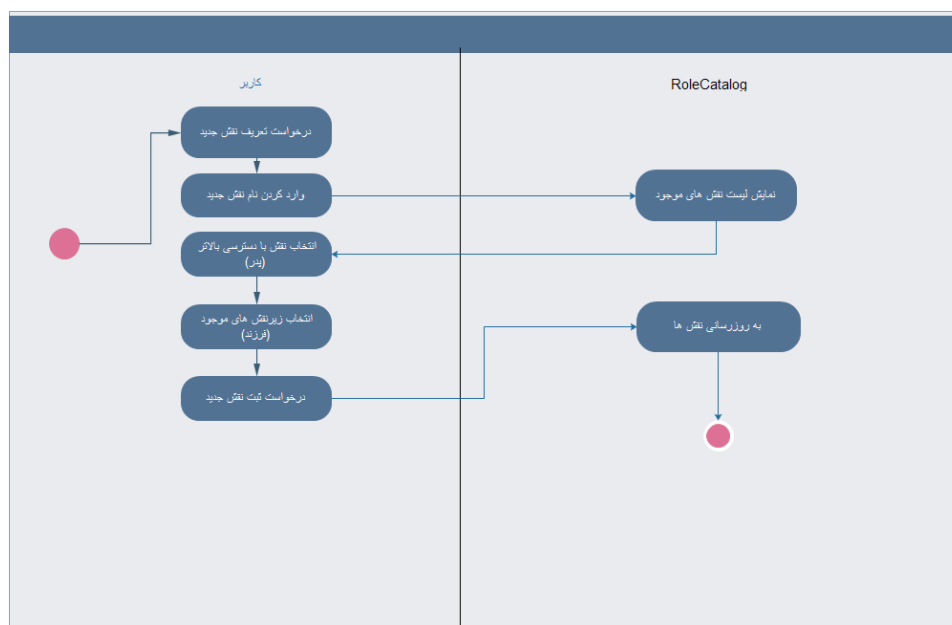 کاربر
RoleCatalog
درخواست تعریف نقش جدید
وارد کردن نام نقش جدید
نمایش لیست نقش های موجود
انتخاب نقش با دسترسی بالاتر
(پدر)
انتخاب زیرنقش های موجود
(فرزند)
به روزرسانی نقش ها
درخواست ثبت نقش جدید